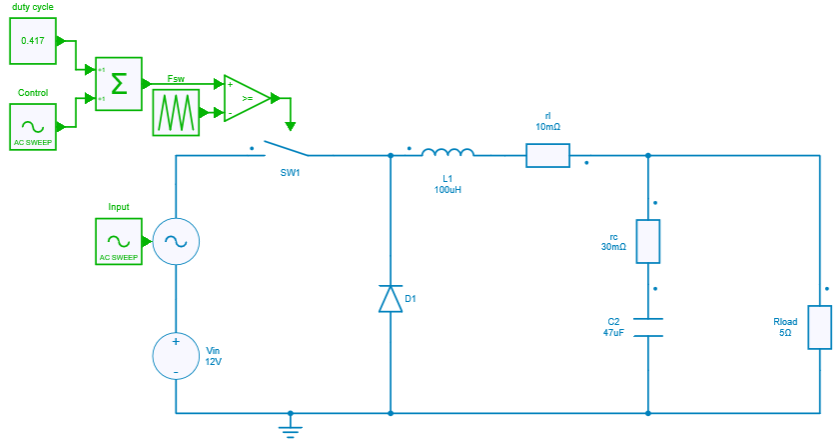 duty cycle
0.417
Control
AC SWEEP
+1
+1
Σ
Fsw
+
-
>=
SW1
Input
AC SWEEP
+
-
Vin
12V
D1
L1
100uH
rl
10mΩ
rc
30mΩ
C2
47uF
Rload
5Ω